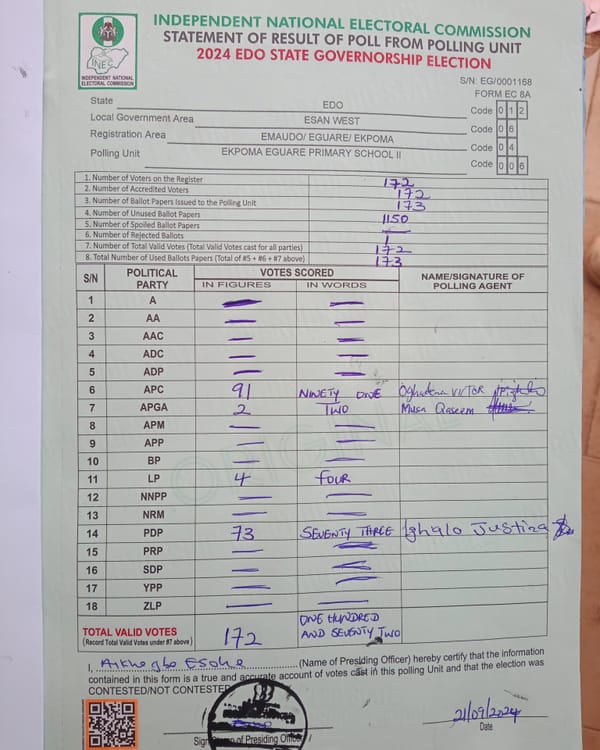 INDEPENDENT NATIONAL ELECTORAL COMMISSION
STATEMENT OF RESULT OF POLL FROM POLLING UNIT
2024 EDO STATE GOVERNORSHIP ELECTION
INEC
INDEPENDENT NATIONAL
ELECTORAL COMMISSION
S/N: EG/0001168
FORM EC 8A
State EDO Code 0 1 2
Local Government Area ESAN WEST Code 0 6
Registration Area EMAUDO/ EGUARE/ EKPOMA Code 0 4
Polling Unit EKPOMA EGUARE PRIMARY SCHOOL II Code 0 0 6
1. Number of Voters on the Register 172
2. Number of Accredited Voters 172
3. Number of Ballot Papers Issued to the Polling Unit 173
4. Number of Unused Ballot Papers 1150
5. Number of Spoiled Ballot Papers —
6. Number of Rejected Ballots 1
7. Number of Total Valid Votes (Total Valid Votes cast for all parties) 172
8. Total Number of Used Ballots Papers (Total of #5 + #6 + #7 above) 173
S/N POLITICAL PARTY VOTES SCORED NAME/SIGNATURE OF POLLING AGENT
IN FIGURES IN WORDS
1 A — —
2 AA — —
3 AAC — —
4 ADC — —
5 ADP — —
6 APC 91 NINETY ONE VICTOR
7 APGA 2 TWO Musa Qaseem
8 APM — —
9 APP — —
10 BP — —
11 LP 4 FOUR
12 NNPP — —
13 NRM — —
14 PDP 73 SEVENTY THREE Ighalo Justina
15 PRP — —
16 SDP — —
17 YPP — —
18 ZLP — —
ORIGINAL
TOTAL VALID VOTES 172 ONE HUNDRED
(Record Total Valid Votes under #7 above) AND SEVENTY TWO
I, ... (Name of Presiding Officer) hereby certify that the information
contained in this form is a true and accurate account of votes cast in this polling Unit and that the election was
CONTESTED/NOT CONTESTED
of Presiding
21/09/2024
Date